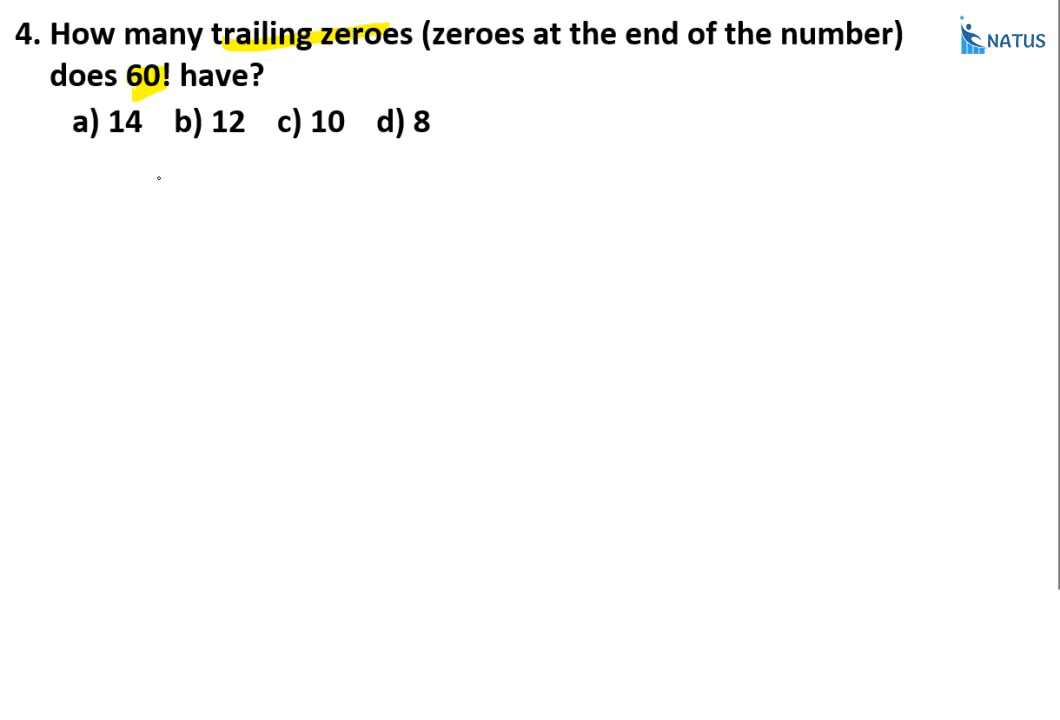 4. How many trailing zeroes (zeroes at the end of the number)
NATUS
does 60! have?
a) 14 b) 12 c) 10 d) 8